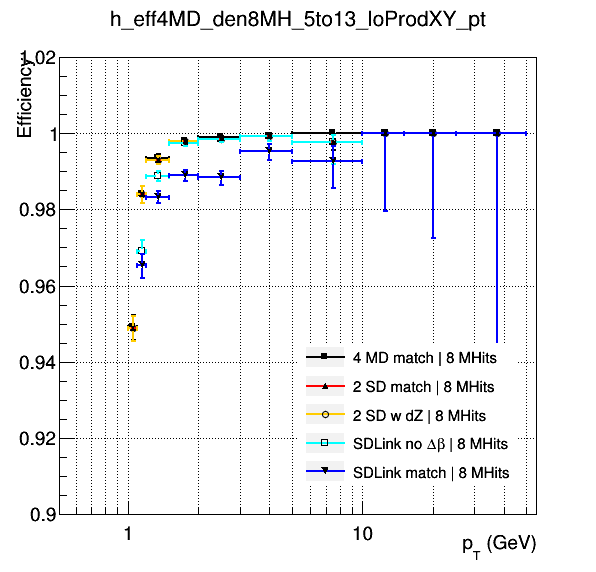 h_eff4MD_den8MH_5to13_loProdXY_pt
Efficiency
1.02
1
0.98
0.96
0.94
0.92
0.9
4 MD match | 8 MHits
2 SD match | 8 MHits
2 SD w dZ | 8 MHits
SDLink no Δβ | 8 MHits
SDLink match | 8 MHits
1 10
p_T (GeV)